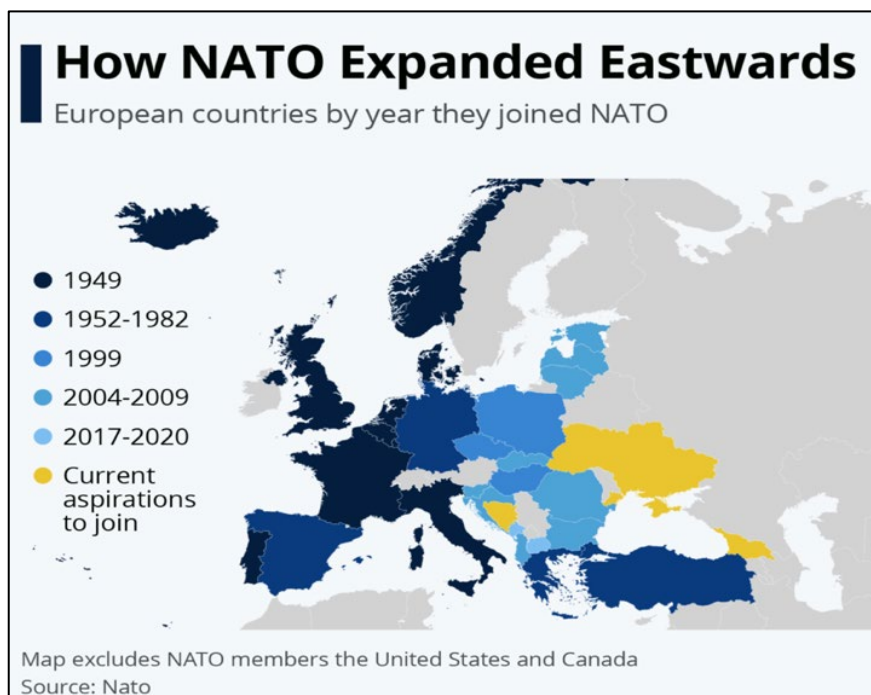 How NATO Expanded Eastwards
European countries by year they joined NATO
1949
1952-1982
1999
2004-2009
2017-2020
Current
aspirations
to join
Map excludes NATO members the United States and Canada
Source: Nato